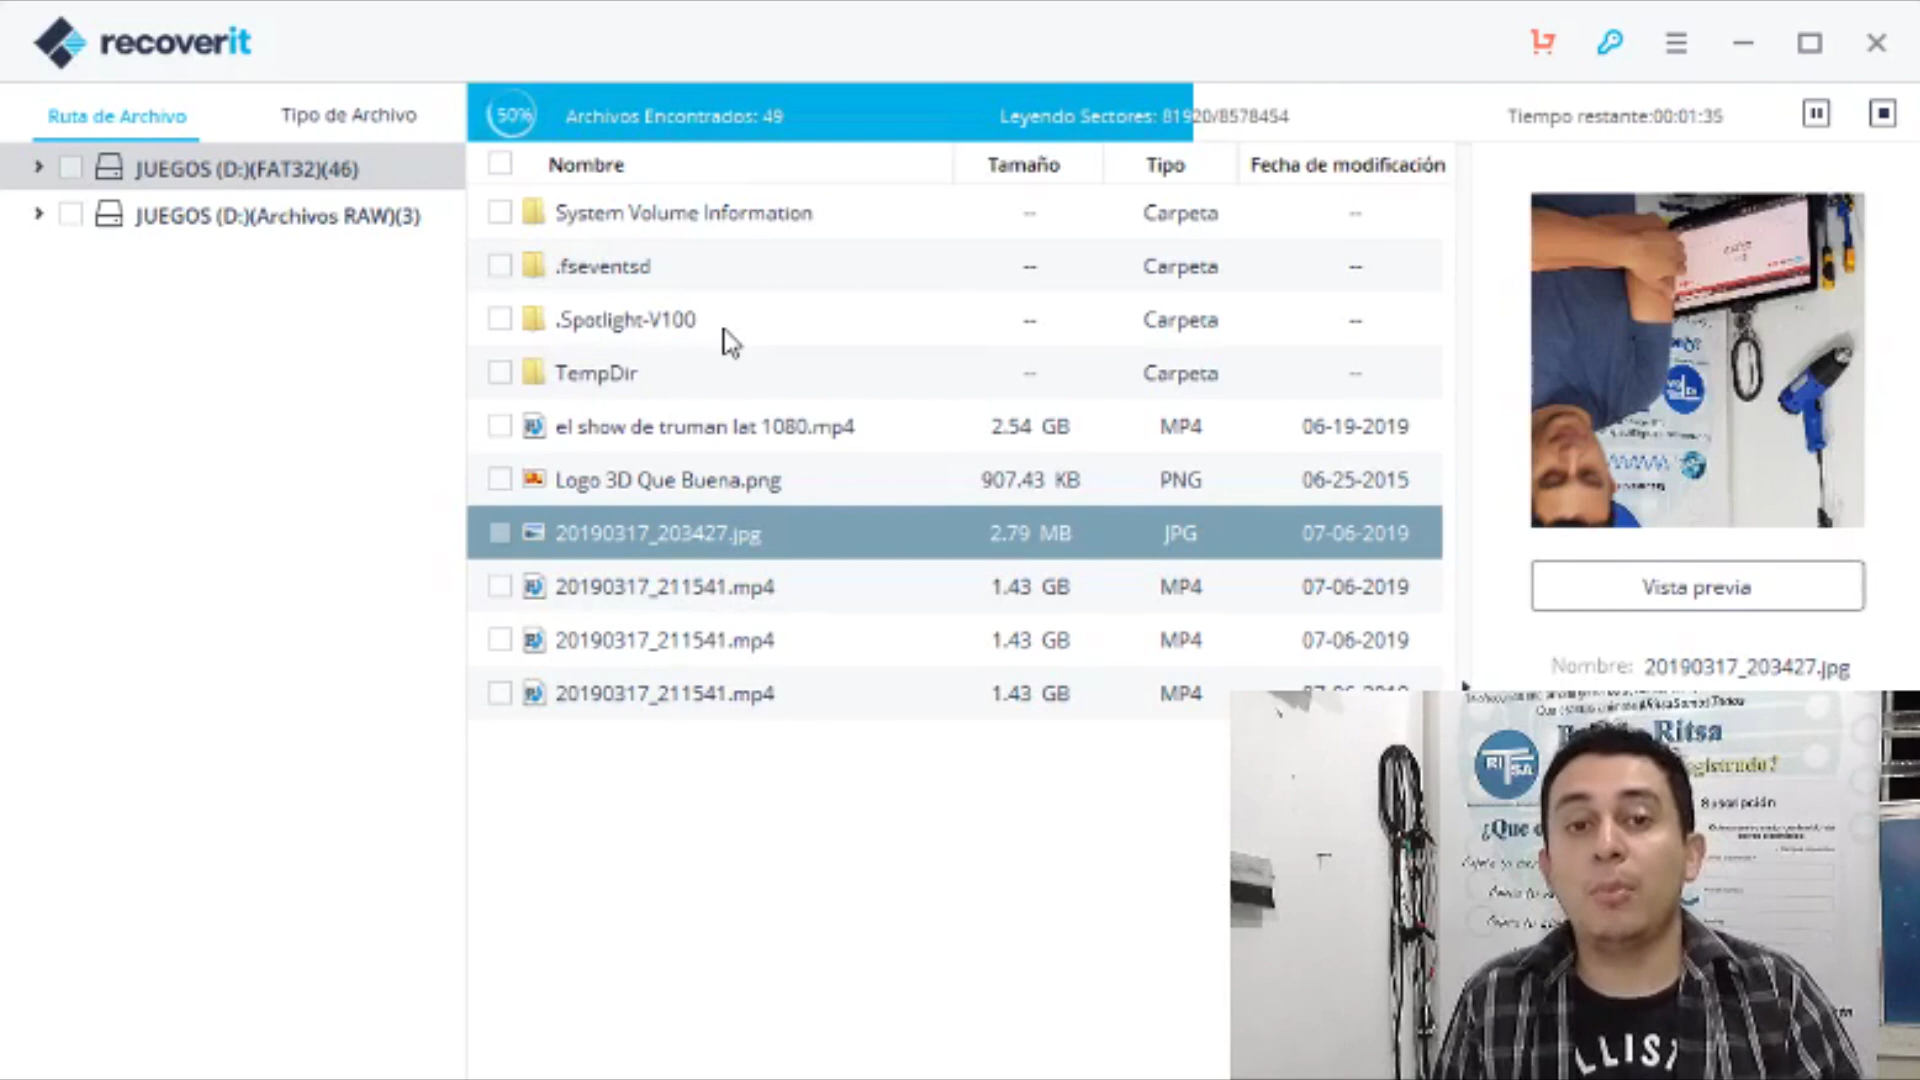 recoverit
Ruta de Archivo
Tipo de Archivo
50%
Archivos Encontrados: 49
Leyendo Sectores: 81920/8578454
Tiempo restante:00:01:35
JUEGOS (D:)(FAT32)(46)
JUEGOS (D:)(Archivos RAW)(3)
Nombre Tamaño Tipo Fecha de modificación
System Volume Information -- Carpeta --
.fseventsd -- Carpeta --
.Spotlight-V100 -- Carpeta --
TempDir -- Carpeta --
el show de truman lat 1080.mp4 2.54 GB MP4 06-19-2019
Logo 3D Que Buena.png 907.43 KB PNG 06-25-2015
20190317_203427.jpg 2.79 MB JPG 07-06-2019
20190317_211541.mp4 1.43 GB MP4 07-06-2019
20190317_211541.mp4 1.43 GB MP4 07-06-2019
20190317_211541.mp4 1.43 GB MP4 07-06-2019
Vista previa
Nombre: 20190317_203427.jpg
Ritsa
RITSA
Suscripción
¿Que